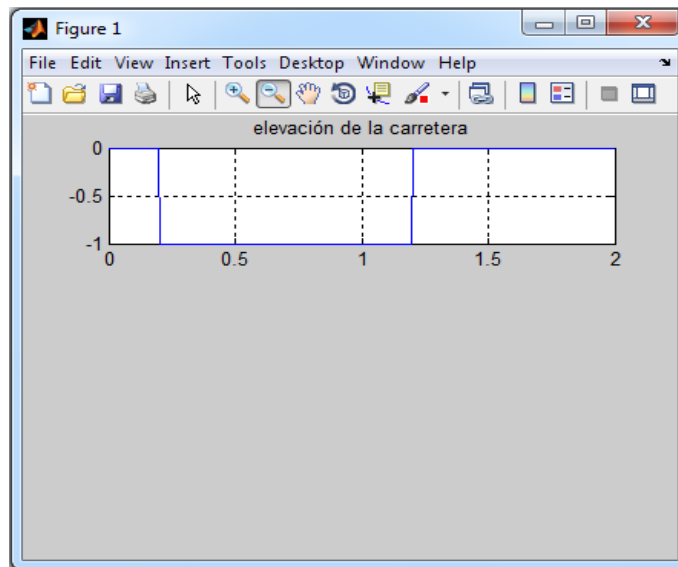 Figure 1
File Edit View Insert Tools Desktop Window Help
elevación de la carretera
0
-0.5
-1
0 0.5 1 1.5 2